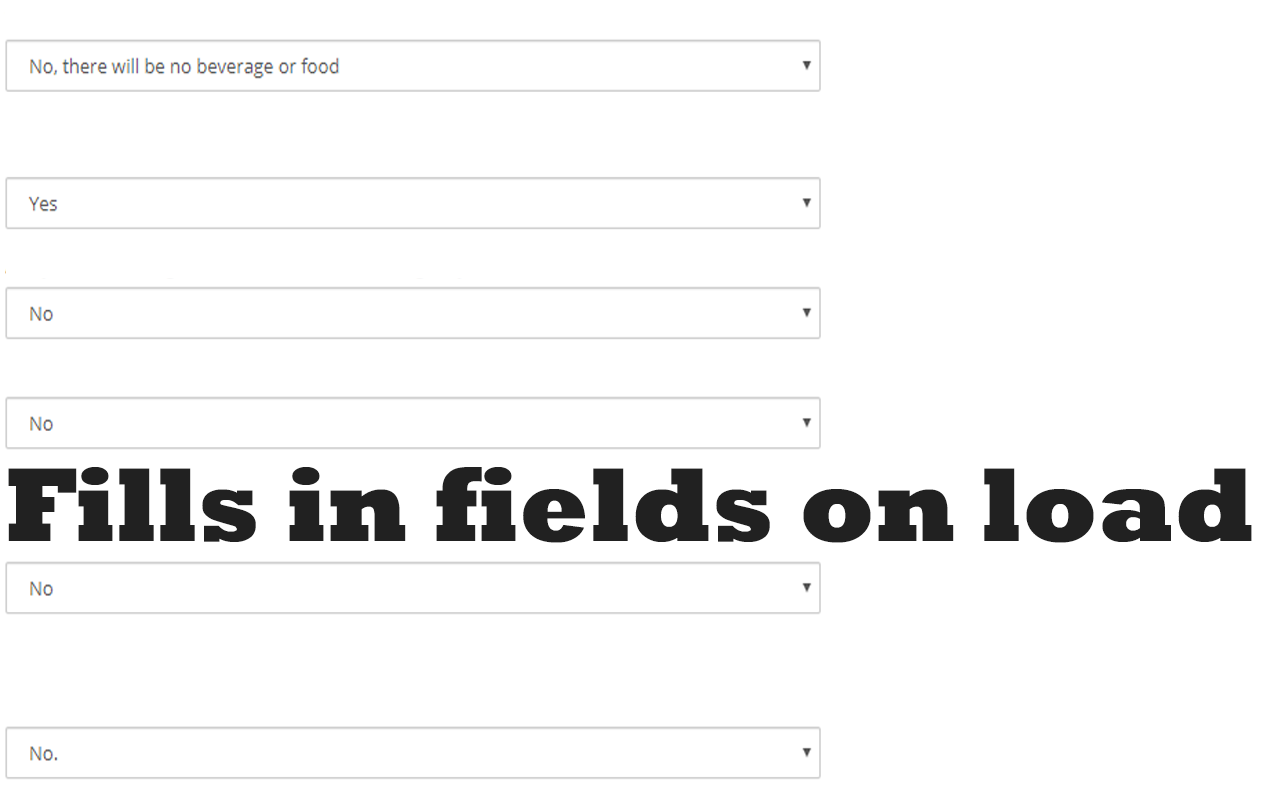 No, there will be no beverage or food
Yes
No
No
Fills in fields on load
No
No.